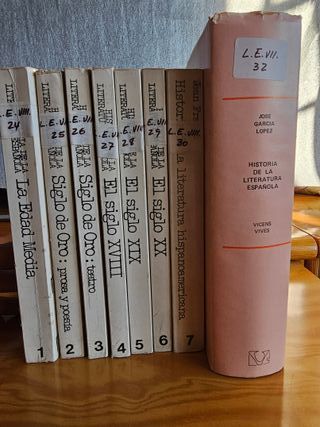 L.E.VII.
24
LA EDAD MEDIA
La Edad Media
1
L.E.VII.
25
Siglo de Oro: prosa y poesía
2
L.E.VII.
26
Siglo de Oro: teatro
3
L.E.VII.
27
El siglo XVIII
4
L.E.VII.
28
El siglo XIX
5
L.E.VII.
29
El siglo XX
6
L.E.VII.
30
la literatura hispanoamericana
7
L.E.VII.
32
JOSE
GARCIA
LOPEZ
HISTORIA
DE LA
LITERATURA
ESPAÑOLA
VICENS
VIVES